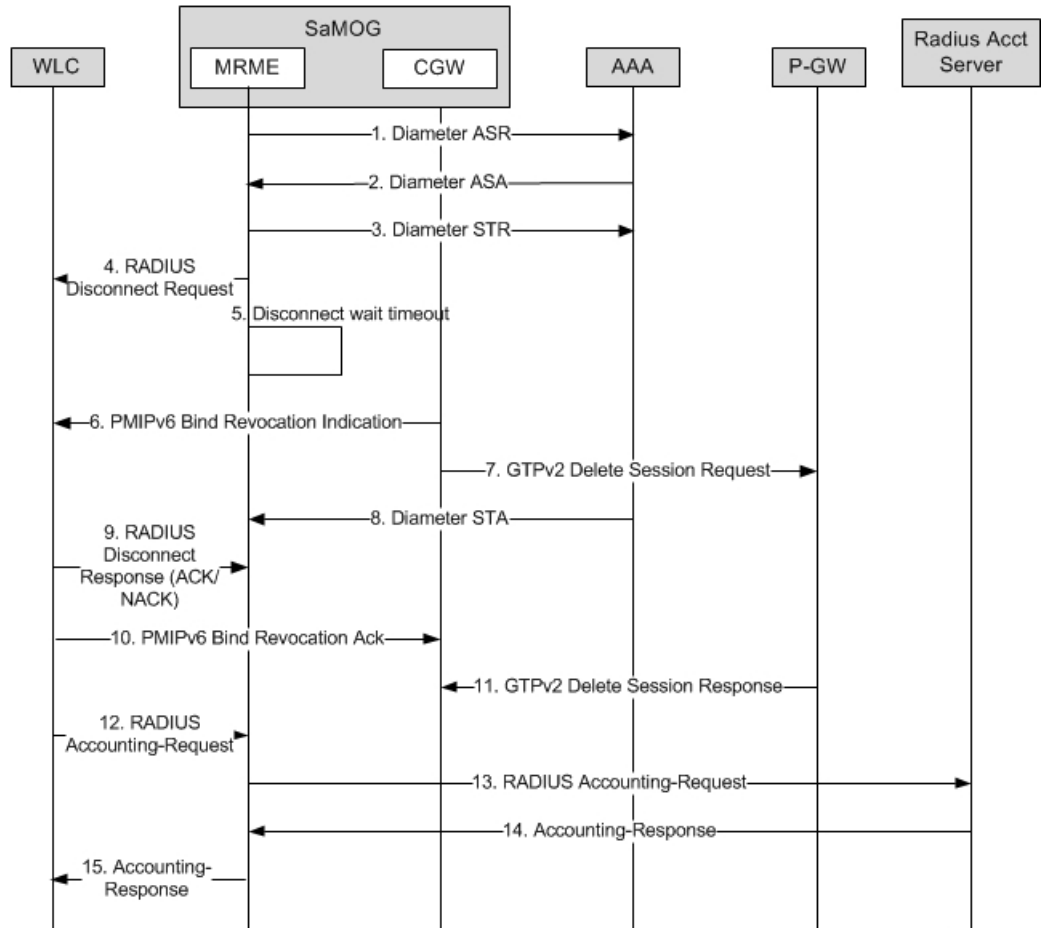 SaMOG
WLC
MRME
CGW
AAA
P-GW
Radius Acct
Server
1. Diameter ASR
2. Diameter ASA
3. Diameter STR
4. RADIUS
Disconnect Request
5. Disconnect wait timeout
6. PMIPv6 Bind Revocation Indication
7. GTPv2 Delete Session Request
8. Diameter STA
9. RADIUS
Disconnect
Response (ACK/
NACK)
10. PMIPv6 Bind Revocation Ack
11. GTPv2 Delete Session Response
12. RADIUS
Accounting-Request
13. RADIUS Accounting-Request
14. Accounting-Response
15. Accounting-
Response